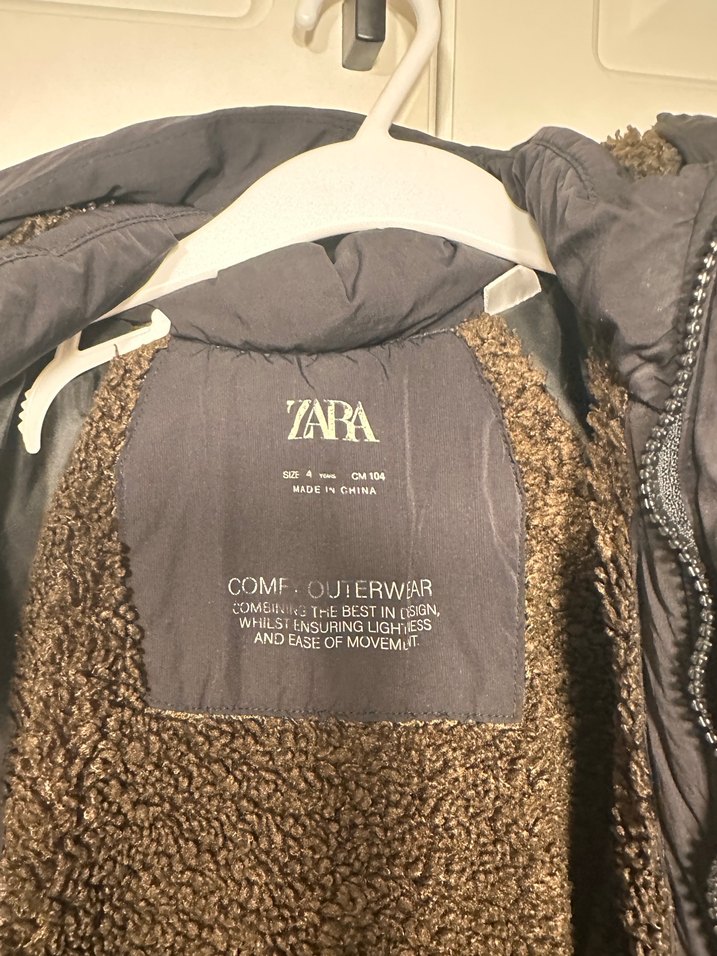 ZARA
SIZE 4 YEARS CM 104
MADE IN CHINA
OUTERWEAR
COMBINING THE BEST IN DESIGN,
WHILST ENSURING LIGHTNESS
AND EASE OF MOVEMENT.